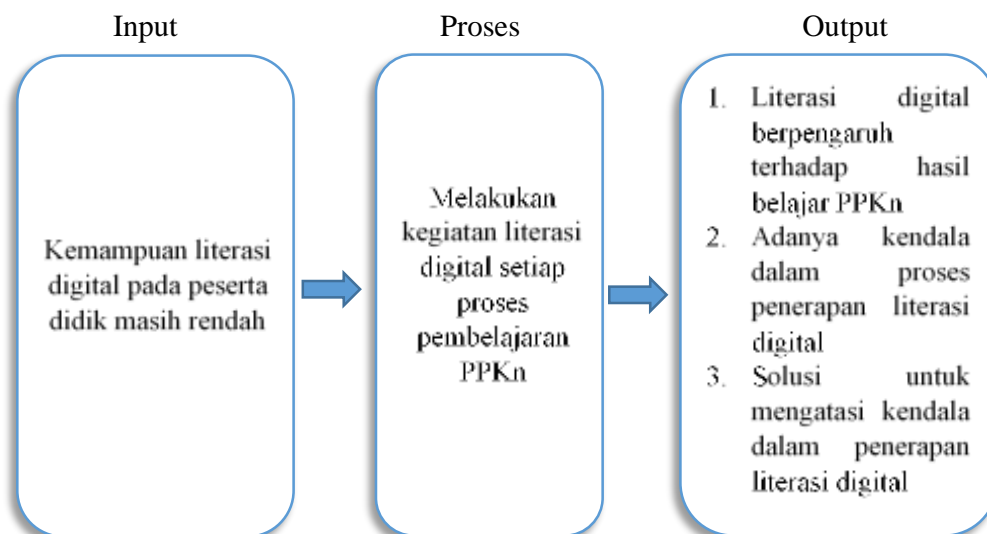 Input
Proses
Output
Kemampuan literasi
digital pada peserta
didik masih rendah
Melakukan
kegiatan literasi
digital setiap
proses
pembelajaran
PPKn
1. Literasi digital
berpengaruh
terhadap hasil
belajar PPKn
2. Adanya kendala
dalam proses
penerapan literasi
digital
3. Solusi untuk
mengatasi kendala
dalam penerapan
literasi digital